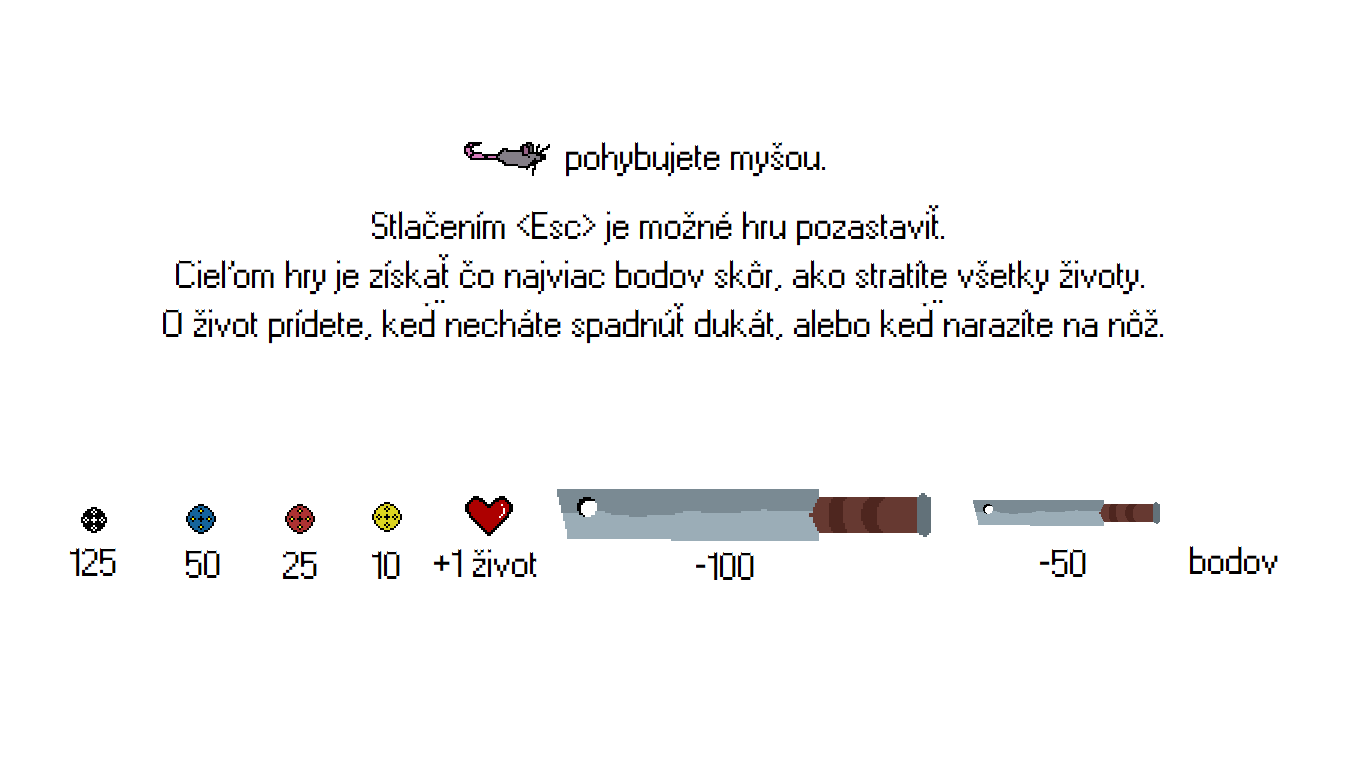 pohybujete myšou.
Stlačením <Esc> je možné hru pozastaviť.
Cieľom hry je získať čo najviac bodov skôr, ako stratíte všetky životy.
O život prídete, keď necháte spadnúť dukát, alebo keď narazíte na nôž.
125 50 25 10 +1 život -100 -50 bodov